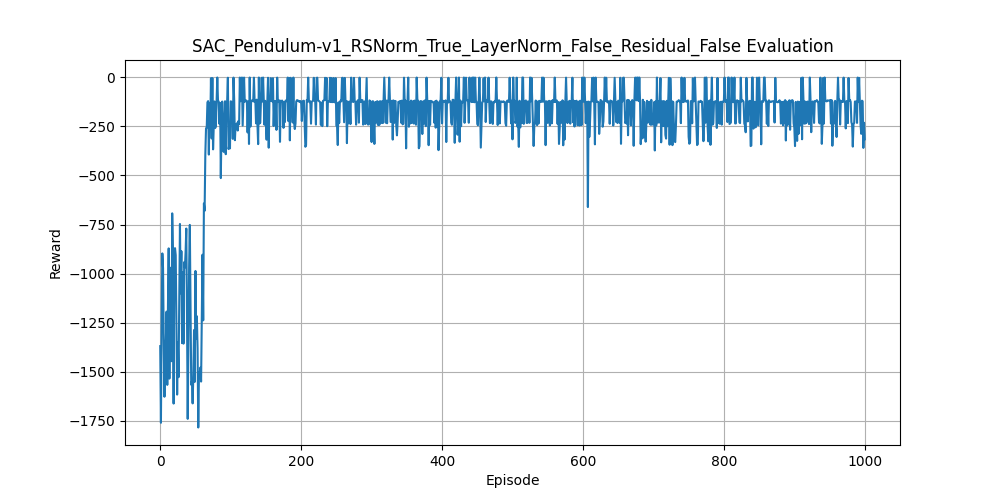 SAC_Pendulum-v1_RSNorm_True_LayerNorm_False_Residual_False Evaluation
0
−250
−500
−750
−1000
−1250
−1500
−1750
Reward
0 200 400 600 800 1000
Episode